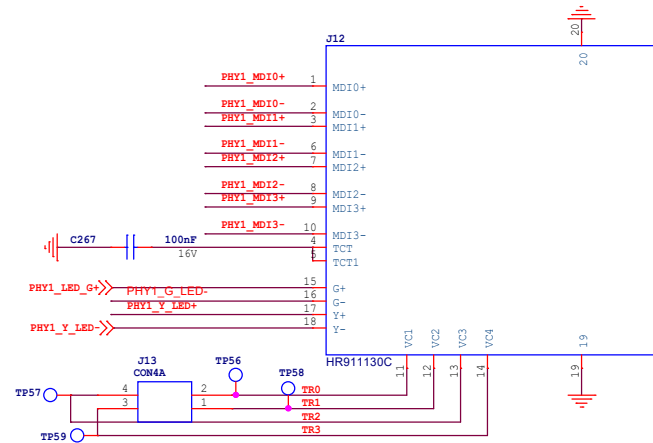 20
J12
20
PHY1_MDI0+ 1 MDI0+
PHY1_MDI0- 2 MDI0-
PHY1_MDI1+ 3 MDI1+
PHY1_MDI1- 6 MDI1-
PHY1_MDI2+ 7 MDI2+
PHY1_MDI2- 8 MDI2-
PHY1_MDI3+ 9 MDI3+
PHY1_MDI3- 10 MDI3-
C267 100nF 4 TCT
16V 5 TCT1
PHY1_LED_G+ 15 G+
PHY1_G_LED- 16 G-
PHY1_Y_LED+ 17 Y+
PHY1_Y_LED- 18 Y-
VC1 VC2 VC3 VC4 19
HR911130C
11 12 13 14 19
J13
CON4A
TP56
TP58
TP57 4 2 TR0
3 1 TR1
TR2
TP59 TR3